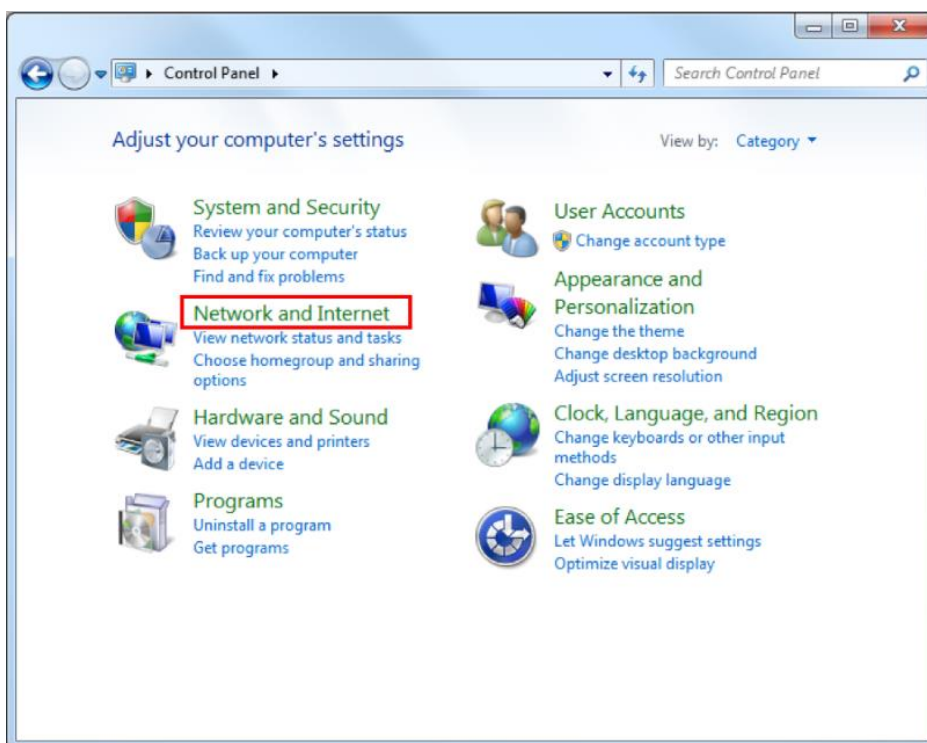 Control Panel
Search Control Panel
Adjust your computer's settings
View by: Category
System and Security
Review your computer's status
Back up your computer
Find and fix problems
Network and Internet
View network status and tasks
Choose homegroup and sharing
options
Hardware and Sound
View devices and printers
Add a device
Programs
Uninstall a program
Get programs
User Accounts
Change account type
Appearance and
Personalization
Change the theme
Change desktop background
Adjust screen resolution
Clock, Language, and Region
Change keyboards or other input
methods
Change display language
Ease of Access
Let Windows suggest settings
Optimize visual display